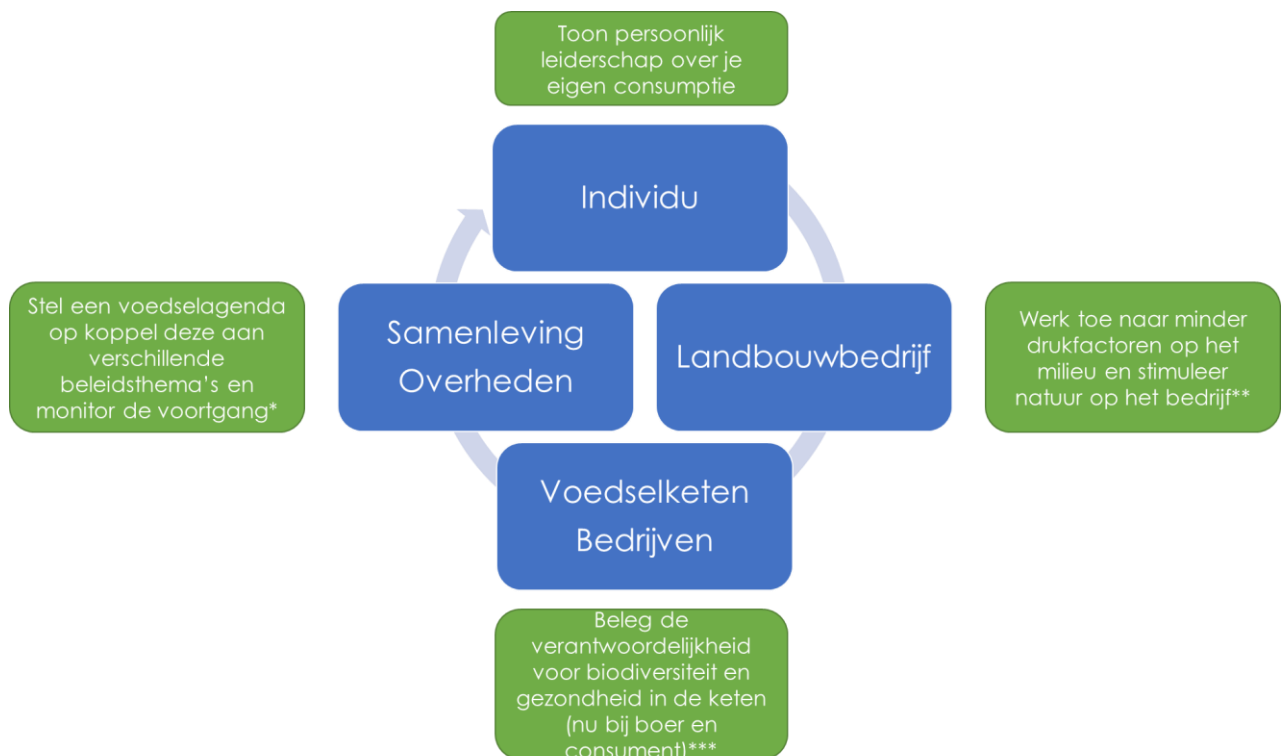 Toon persoonlijk
leiderschap over je
eigen consumptie
Individu
Stel een voedselagenda
op koppel deze aan
verschillende
beleidsthema's en
monitor de voortgang*
Samenleving
Overheden
Landbouwbedrijf
Werk toe naar minder
drukfactoren op het
milieu en stimuleer
natuur op het bedrijf**
Voedselketen
Bedrijven
Beleg de
verantwoordelijkheid
voor biodiversiteit en
gezondheid in de keten
(nu bij boer en
consument)***